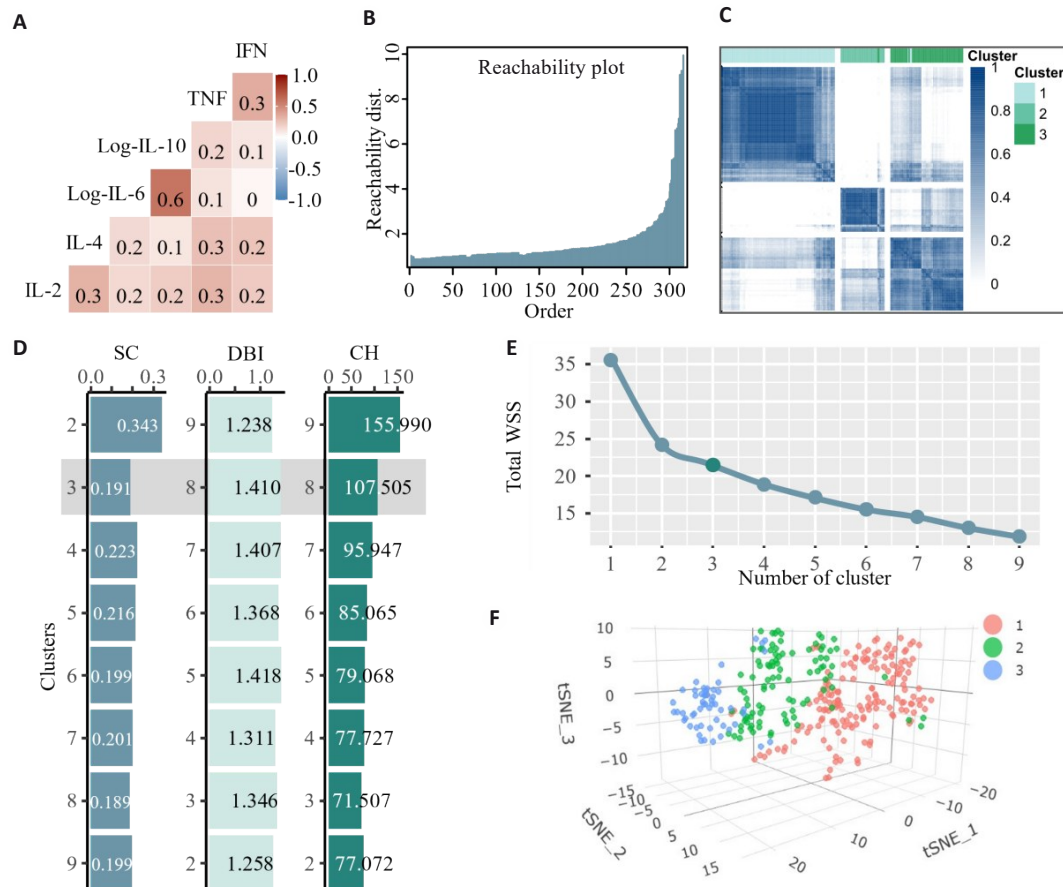 A
IFN
TNF
Log-IL-10
Log-IL-6
IL-4
IL-2
0.3
0.2 0.1
0.6 0.1 0
0.2 0.1 0.3 0.2
0.3 0.2 0.2 0.3 0.2
1.0
0.5
0.0
-0.5
-1.0
B
Reachability plot
Reachability dist.
10
8
6
4
2
0 50 100 150 200 250 300
Order
C
Cluster
1
0.8
0.6
0.4
0.2
0
Cluster
1
2
3
D
SC DBI CH
0.0 0.3 0.0 1.0 0 50 150
Clusters
2 0.343 9 1.238 9 155.990
3 0.191 8 1.410 8 107.505
4 0.223 7 1.407 7 95.947
5 0.216 6 1.368 6 85.065
6 0.199 5 1.418 5 79.068
7 0.201 4 1.311 4 77.727
8 0.189 3 1.346 3 71.507
9 0.199 2 1.258 2 77.072
E
Total WSS
35
30
25
20
15
1 2 3 4 5 6 7 8 9
Number of cluster
F
1
2
3
tSNE_3
10
5
0
−5
−10
tSNE_2
−15
−10
−5
0
5
10
15
tSNE_1
20
10
0
−10
−20